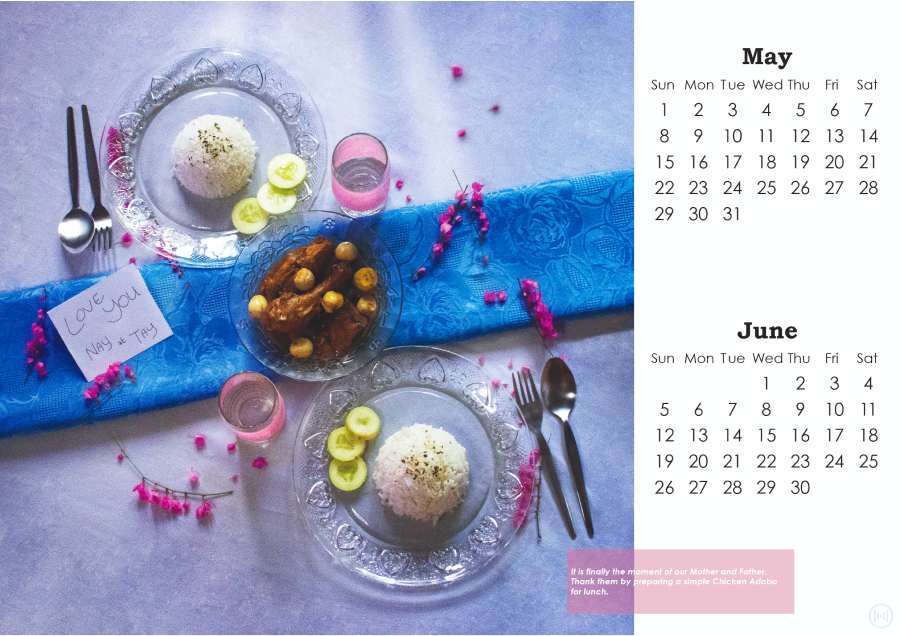 LOVE YOU
NAY at TAY
May
Sun Mon Tue Wed Thu Fri Sat
1 2 3 4 5 6 7
8 9 10 11 12 13 14
15 16 17 18 19 20 21
22 23 24 25 26 27 28
29 30 31
June
Sun Mon Tue Wed Thu Fri Sat
1 2 3 4
5 6 7 8 9 10 11
12 13 14 15 16 17 18
19 20 21 22 23 24 25
26 27 28 29 30
It is finally the moment of our Mother and Father.
Thank them by preparing a simple Chicken Adobo
for lunch.